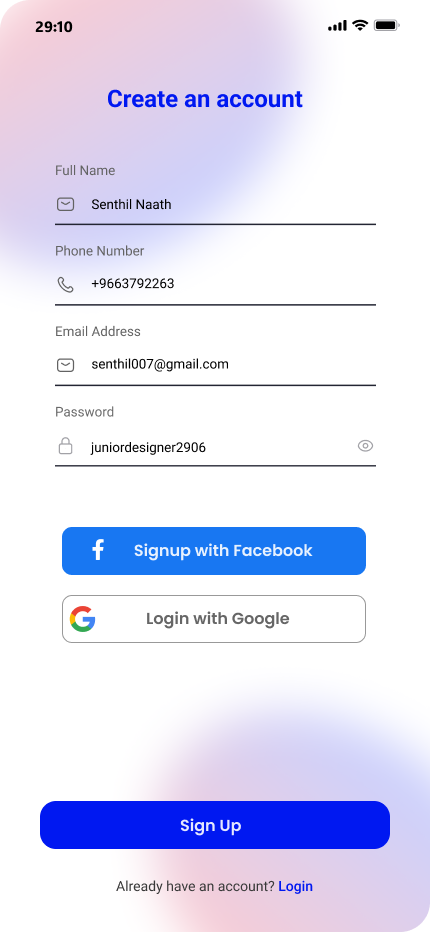 29:10
Create an account
Full Name
Senthil Naath
Phone Number
+9663792263
Email Address
senthil007@gmail.com
Password
juniordesigner2906
Signup with Facebook
Login with Google
Sign Up
Already have an account? Login